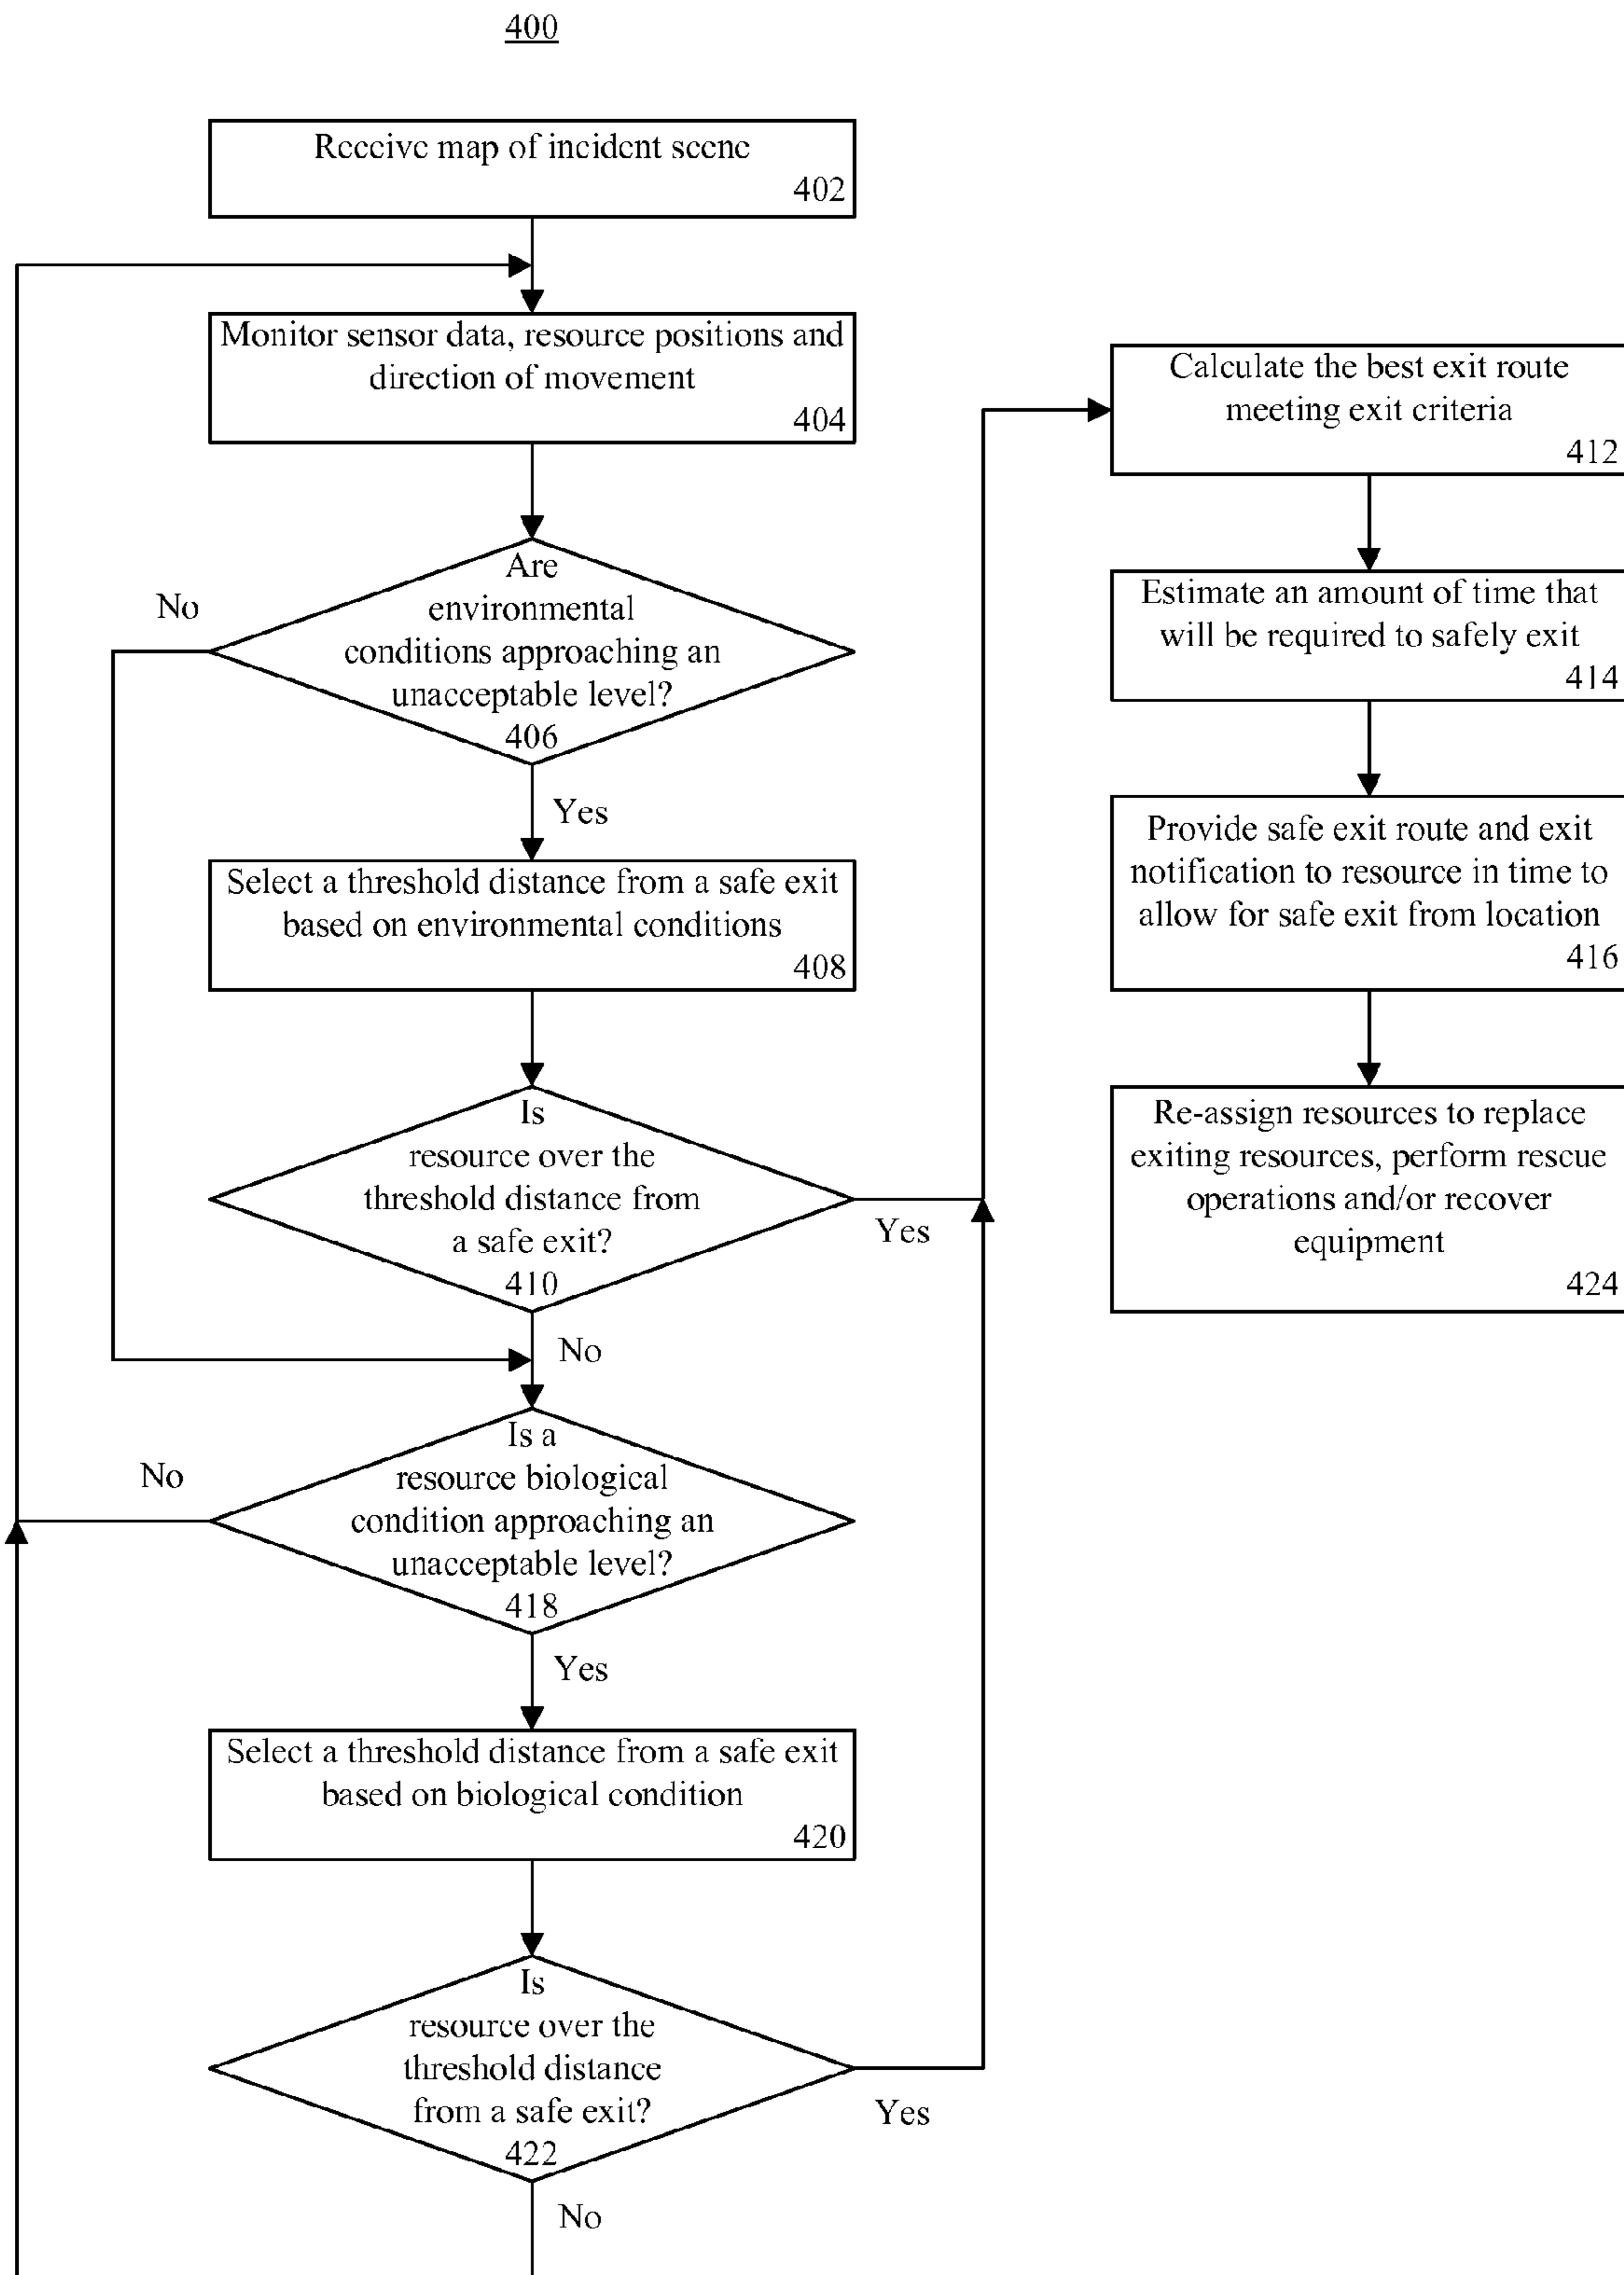 400
Receive map of incident scene
402
Monitor sensor data, resource positions and
direction of movement
404
Are
environmental
conditions approaching an
unacceptable level?
406
No
Yes
Select a threshold distance from a safe exit
based on environmental conditions
408
Is
resource over the
threshold distance from
a safe exit?
410
Yes
No
Is a
resource biological
condition approaching an
unacceptable level?
418
No
Yes
Select a threshold distance from a safe exit
based on biological condition
420
Is
resource over the
threshold distance
from a safe exit?
422
Yes
No
Calculate the best exit route
meeting exit criteria
412
Estimate an amount of time that
will be required to safely exit
414
Provide safe exit route and exit
notification to resource in time to
allow for safe exit from location
416
Re-assign resources to replace
exiting resources, perform rescue
operations and/or recover
equipment
424